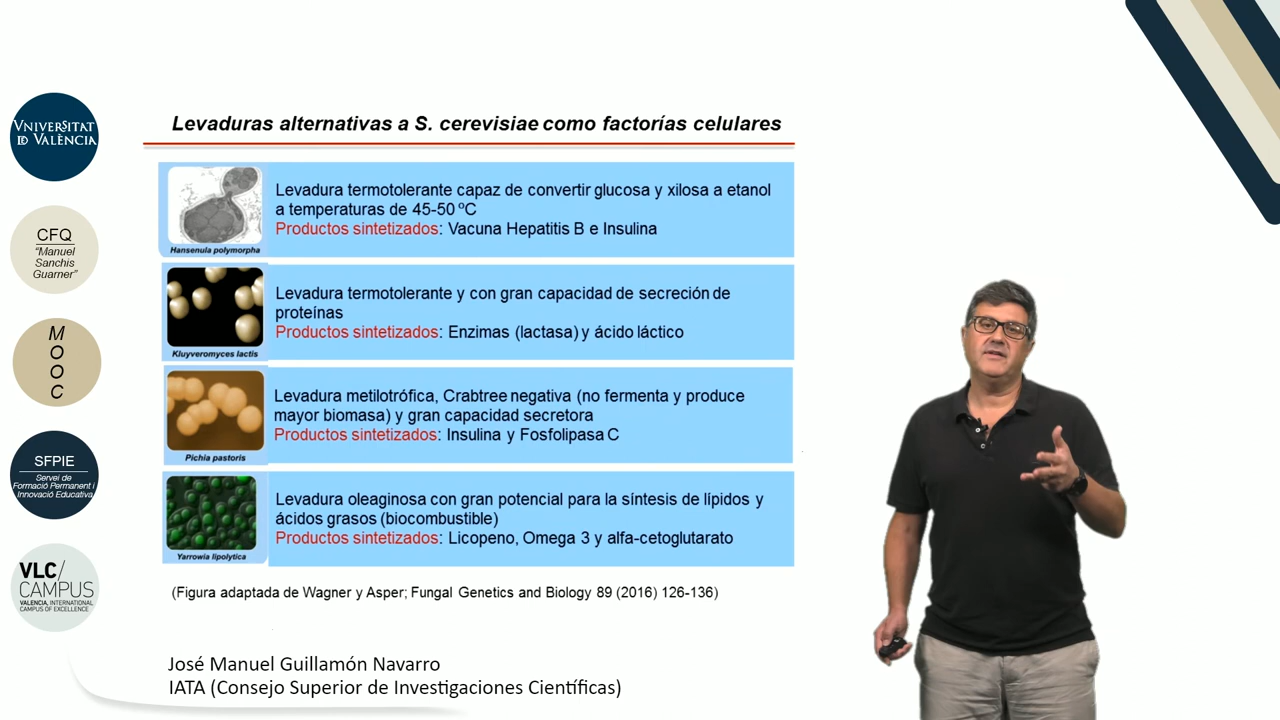 VNIVERSITAT
ID VALÈNCIA
CFQ
"Manuel
Sanchis
Guarner"
M
O
O
C
SFPIE
Servei de
Formació Permanent i
Innovació Educativa
VLC/
CAMPUS
VALENCIA, INTERNATIONAL
CAMPUS OF EXCELLENCE
Levaduras alternativas a S. cerevisiae como factorías celulares
Hansenula polymorpha
Levadura termotolerante capaz de convertir glucosa y xilosa a etanol
a temperaturas de 45-50 ºC
Productos sintetizados: Vacuna Hepatitis B e Insulina
Kluyveromyces lactis
Levadura termotolerante y con gran capacidad de secreción de
proteínas
Productos sintetizados: Enzimas (lactasa) y ácido láctico
Pichia pastoris
Levadura metilotrófica, Crabtree negativa (no fermenta y produce
mayor biomasa) y gran capacidad secretora
Productos sintetizados: Insulina y Fosfolipasa C
Yarrowia lipolytica
Levadura oleaginosa con gran potencial para la síntesis de lípidos y
ácidos grasos (biocombustible)
Productos sintetizados: Licopeno, Omega 3 y alfa-cetoglutarato
(Figura adaptada de Wagner y Asper; Fungal Genetics and Biology 89 (2016) 126-136)
José Manuel Guillamón Navarro
IATA (Consejo Superior de Investigaciones Científicas)